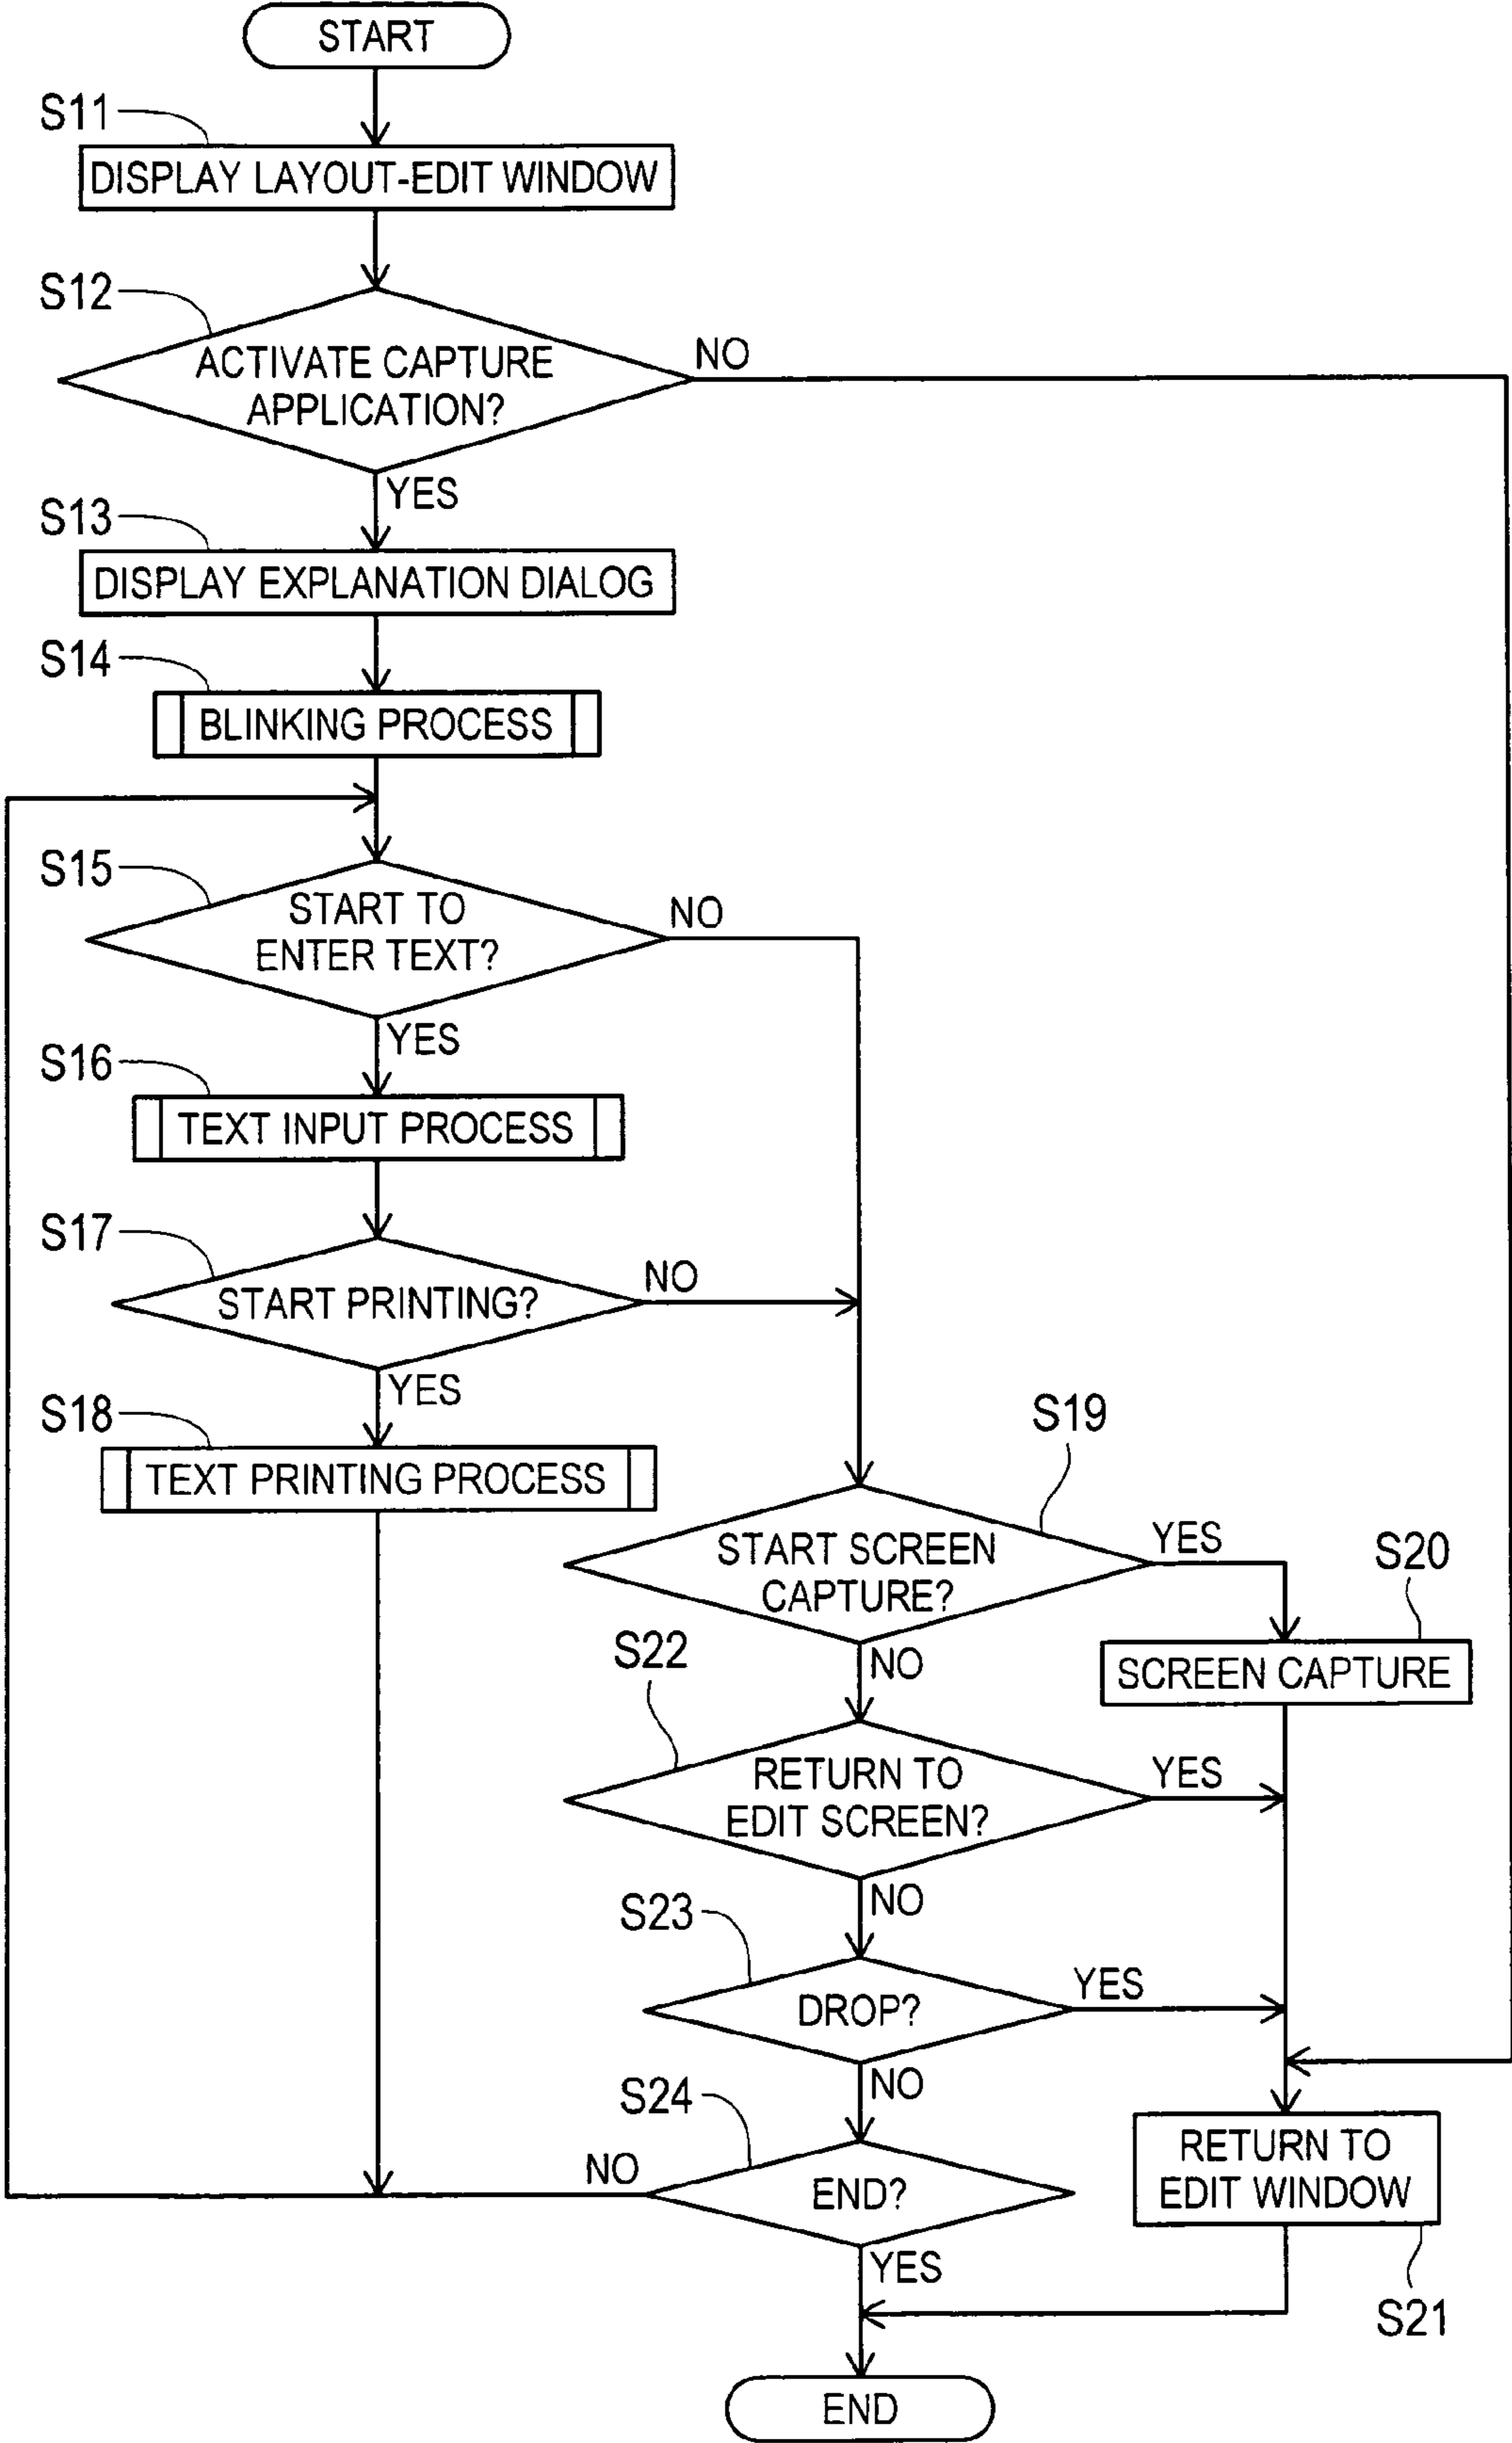 START
S11
DISPLAY LAYOUT-EDIT WINDOW
S12
ACTIVATE CAPTURE
APPLICATION?
NO
YES
S13
DISPLAY EXPLANATION DIALOG
S14
BLINKING PROCESS
S15
START TO
ENTER TEXT?
NO
YES
S16
TEXT INPUT PROCESS
S17
START PRINTING?
NO
YES
S18
TEXT PRINTING PROCESS
S19
START SCREEN
CAPTURE?
YES
NO
S20
SCREEN CAPTURE
S22
RETURN TO
EDIT SCREEN?
YES
NO
S23
DROP?
YES
NO
S24
END?
NO
YES
RETURN TO
EDIT WINDOW
S21
END